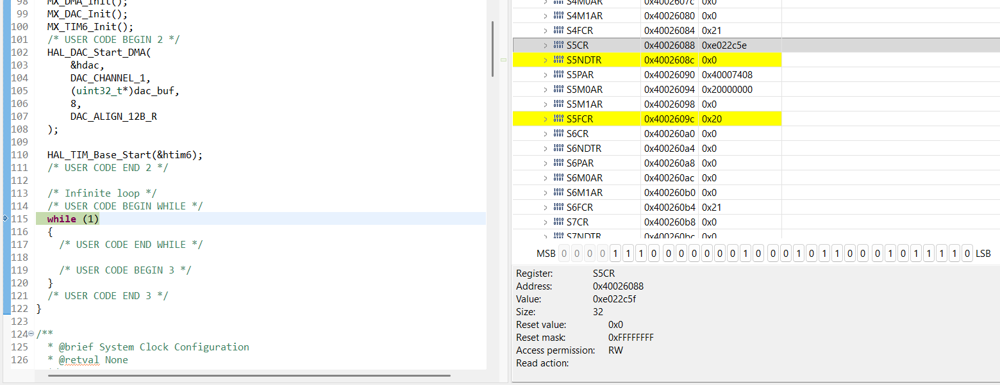 98 MX_DMA_Init();
99 MX_DAC_Init();
100 MX_TIM6_Init();
101 /* USER CODE BEGIN 2 */
102 HAL_DAC_Start_DMA(
103 &hdac,
104 DAC_CHANNEL_1,
105 (uint32_t*)dac_buf,
106 8,
107 DAC_ALIGN_12B_R
108 );
109
110 HAL_TIM_Base_Start(&htim6);
111 /* USER CODE END 2 */
112
113 /* Infinite loop */
114 /* USER CODE BEGIN WHILE */
115 while (1)
116 {
117 /* USER CODE END WHILE */
118
119 /* USER CODE BEGIN 3 */
120 }
121 /* USER CODE END 3 */
122 }
123
124 /**
125 * @brief System Clock Configuration
126 * @retval None
S4M0AR 0x4002607c 0x0
S4M1AR 0x40026080 0x0
S4FCR 0x40026084 0x21
S5CR 0x40026088 0xe022c5e
S5NDTR 0x4002608c 0x0
S5PAR 0x40026090 0x40007408
S5M0AR 0x40026094 0x20000000
S5M1AR 0x40026098 0x0
S5FCR 0x4002609c 0x20
S6CR 0x400260a0 0x0
S6NDTR 0x400260a4 0x0
S6PAR 0x400260a8 0x0
S6M0AR 0x400260ac 0x0
S6M1AR 0x400260b0 0x0
S6FCR 0x400260b4 0x21
S7CR 0x400260b8 0x0
S7NDTR 0x400260bc 0x0
MSB 0 0 0 0 1 1 1 0 0 0 0 0 0 0 1 0 0 0 1 0 1 1 0 0 0 1 0 1 1 1 1 0 LSB
Register: S5CR
Address: 0x40026088
Value: 0xe022c5f
Size: 32
Reset value: 0x0
Reset mask: 0xFFFFFFFF
Access permission: RW
Read action: